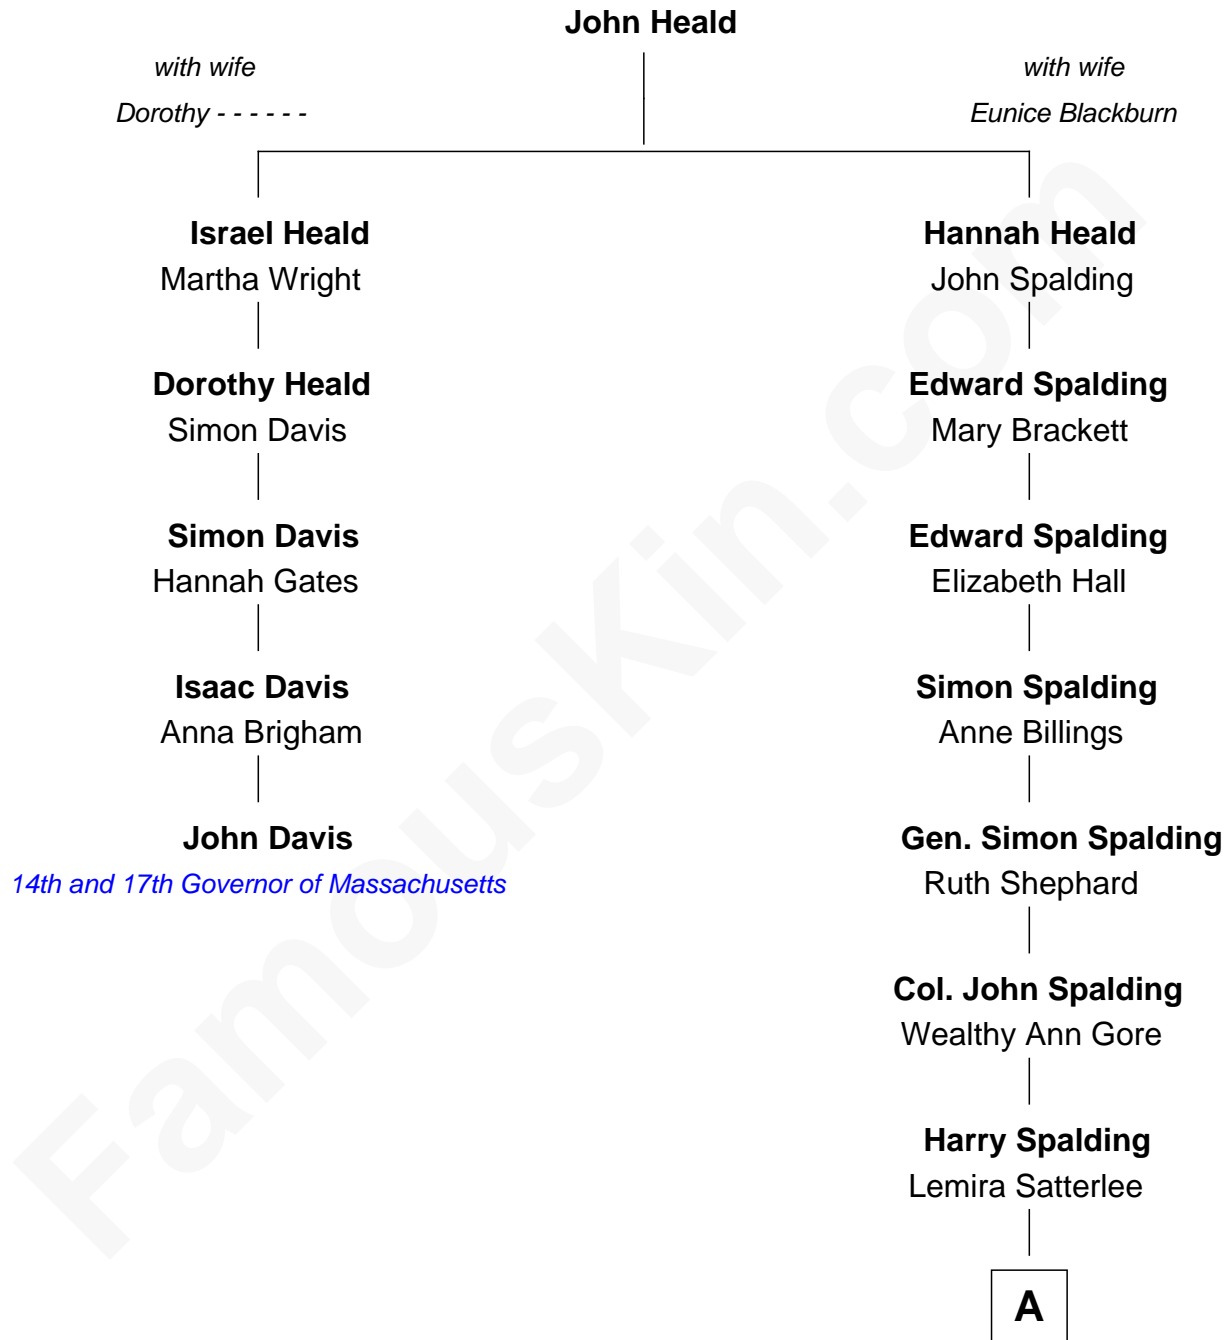 John Heald
with wife
Dorothy - - - - - -
with wife
Eunice Blackburn
Israel Heald
Martha Wright
Hannah Heald
John Spalding
Dorothy Heald
Simon Davis
Edward Spalding
Mary Brackett
Simon Davis
Hannah Gates
Edward Spalding
Elizabeth Hall
Isaac Davis
Anna Brigham
Simon Spalding
Anne Billings
John Davis
14th and 17th Governor of Massachusetts
Gen. Simon Spalding
Ruth Shephard
Col. John Spalding
Wealthy Ann Gore
Harry Spalding
Lemira Satterlee
A
FamousKin.com